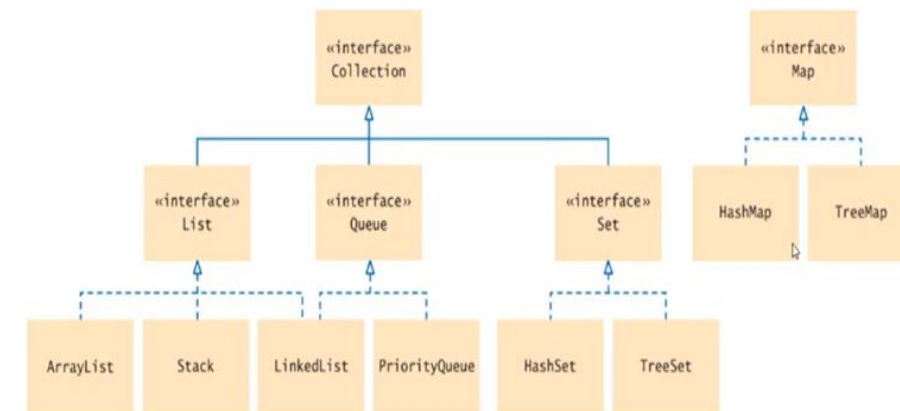 «interface»
Collection
«interface»
Map
«interface»
List
«interface»
Queue
«interface»
Set
HashMap
TreeMap
ArrayList
Stack
LinkedList
PriorityQueue
HashSet
TreeSet